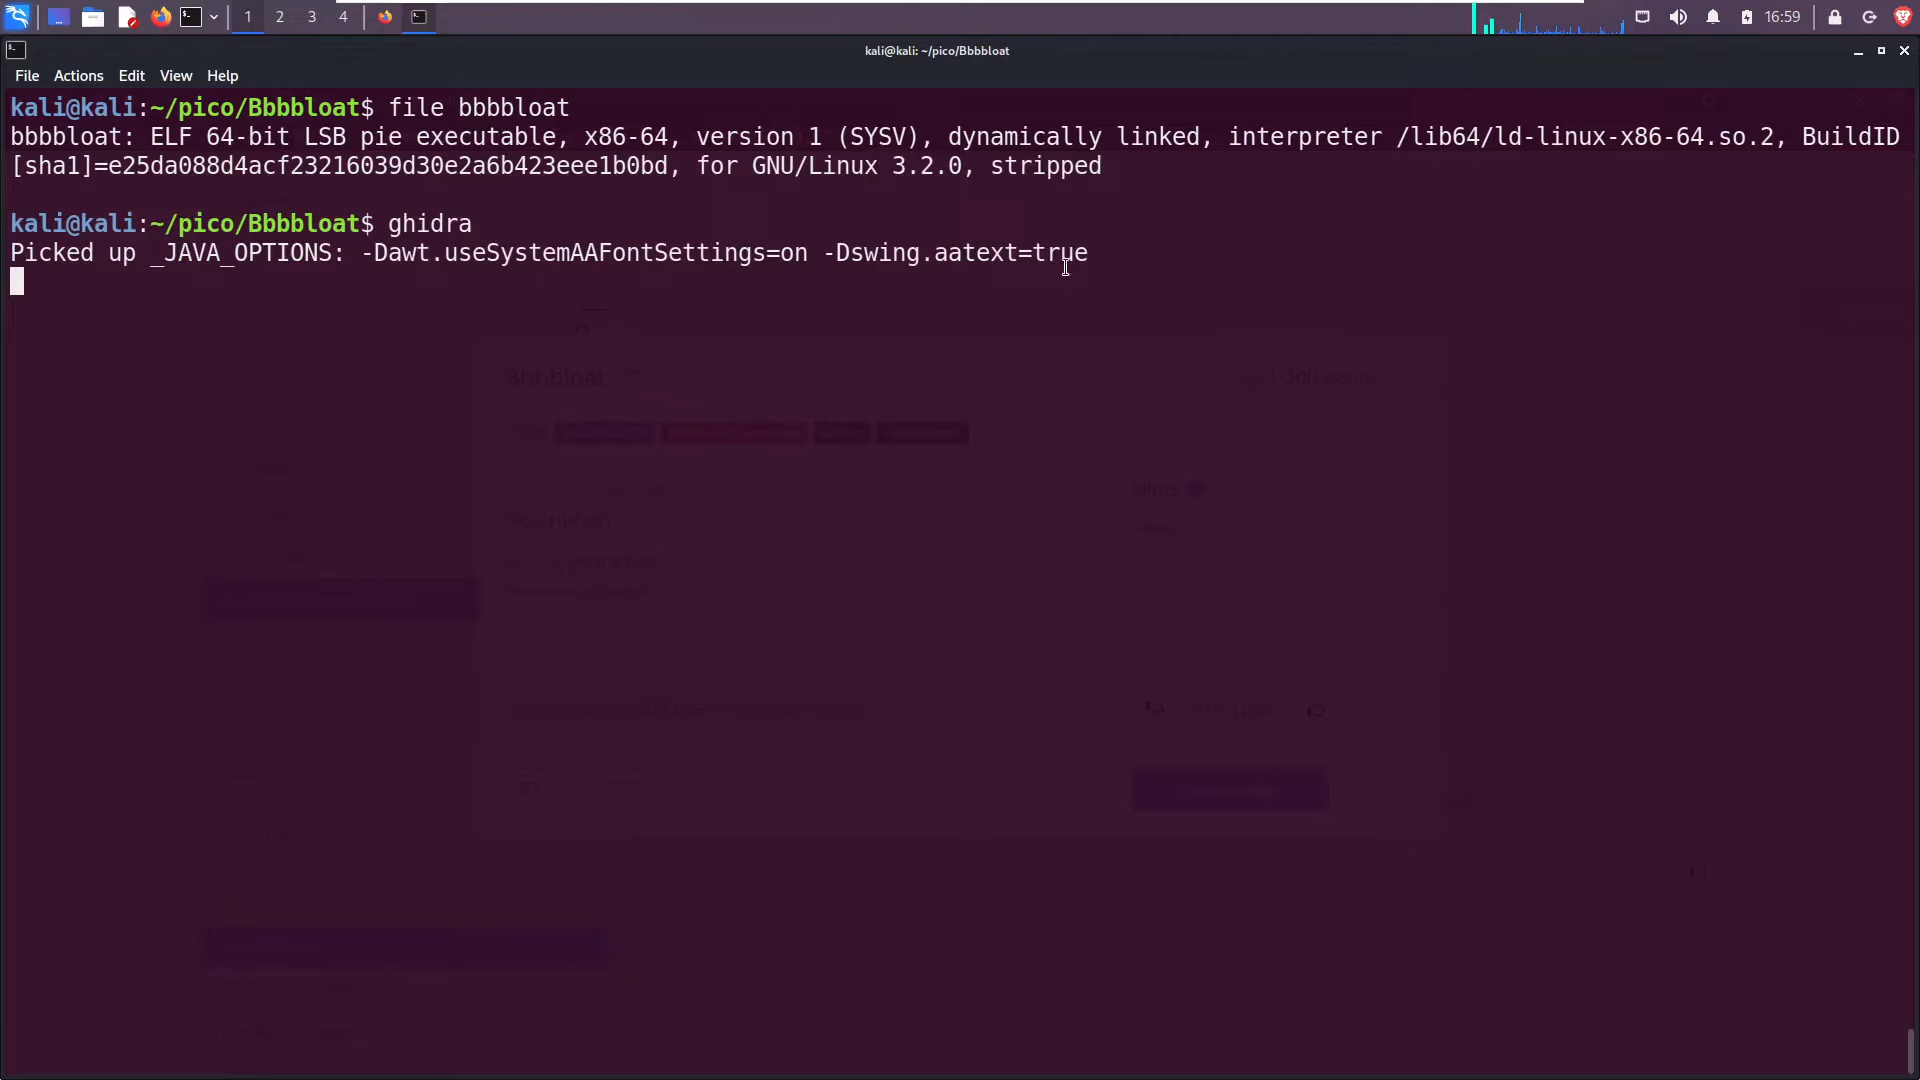 1 2 3 4 16:59
kali@kali: ~/pico/Bbbbloat
File Actions Edit View Help
kali@kali:~/pico/Bbbbloat$ file bbbbloat
bbbbloat: ELF 64-bit LSB pie executable, x86-64, version 1 (SYSV), dynamically linked, interpreter /lib64/ld-linux-x86-64.so.2, BuildID
[sha1]=e25da088d4acf23216039d30e2a6b423eee1b0bd, for GNU/Linux 3.2.0, stripped
kali@kali:~/pico/Bbbbloat$ ghidra
Picked up _JAVA_OPTIONS: -Dawt.useSystemAAFontSettings=on -Dswing.aatext=true